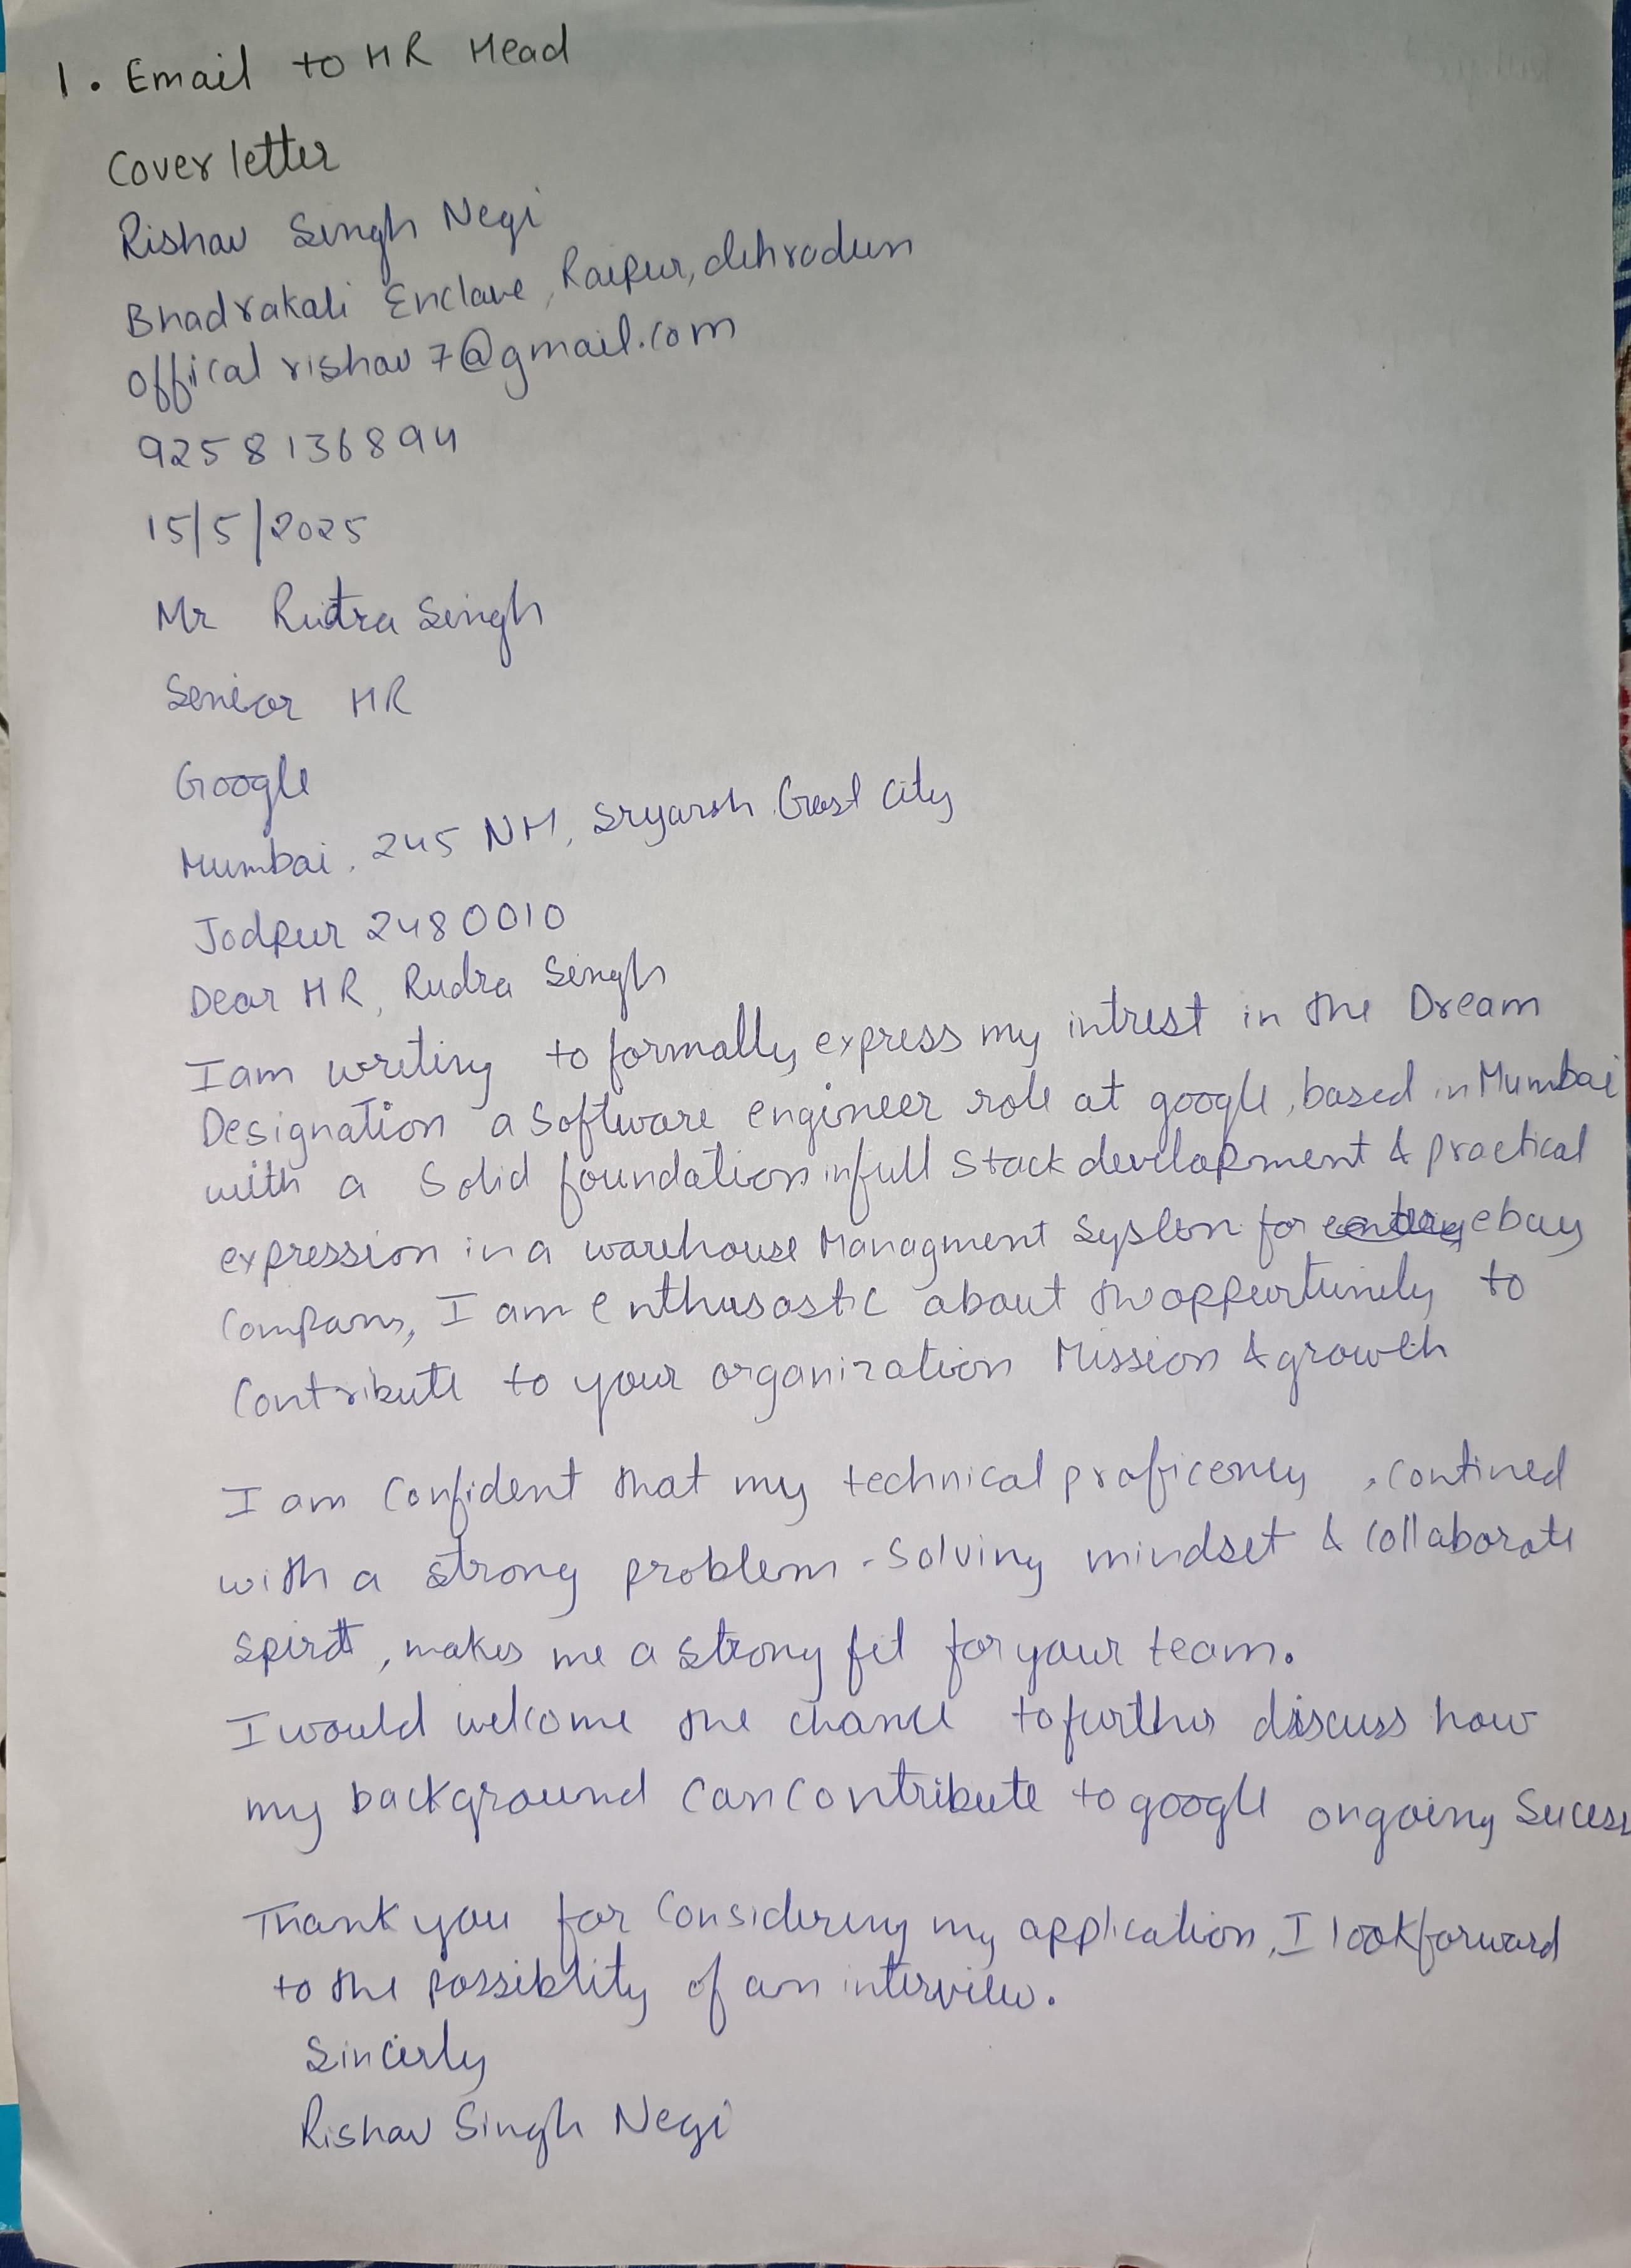 1. Email to HR Head
Cover letter
Rishav Singh Negi
Bhadrakali Enclave, Raipur, dehradun
offical rishav 7@gmail.com
9258136894
15/5/2025
Mr Rudra Singh
Senior HR
Google
Mumbai, 245 NH, City
Jodpur 2480010
Dear HR, Rudra Singh
I am writing to formally express my intrest in the Dream
Designation a Software engineer role at google, based in Mumbai
with a Solid foundation in full stack development & practical
expression in a warehouse Managment System for ebay
Company, I am enthusastic about the oppurtunity to
Contribute to your organization Mission & growth
I am Confident that my technical proficency, contined
with a strong problem-solving mindset & Collaborate
spirit, makes me a strong fit for your team.
I would welcome the chance to further discuss how
my background can contribute to google ongoing Sucess
Thank you for Considering my application, I look forward
to the possiblity of an interview.
Sincerly
Rishav Singh Negi